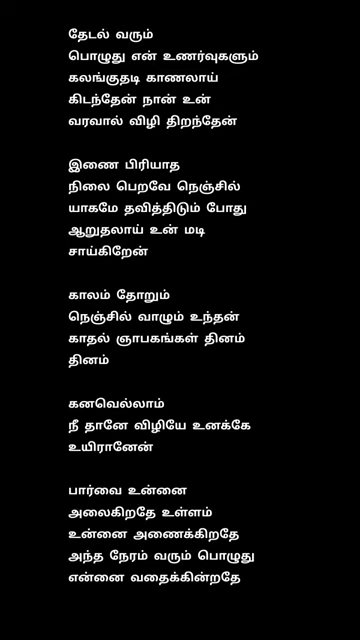 தேடல் வரும்
பொழுது என் உணர்வுகளும்
கலங்குதடி காணலாய்
கிடந்தேன் நான் உன்
வரவால் விழி திறந்தேன்

இணை பிரியாத
நிலை பெறவே நெஞ்சில்
யாகமே தவித்திடும் போது
ஆறுதலாய் உன் மடி
சாய்கிறேன்

காலம் தோறும்
நெஞ்சில் வாழும் உந்தன்
காதல் ஞாபகங்கள் தினம்
தினம்

கனவெல்லாம்
நீ தானே விழியே உனக்கே
உயிரானேன்

பார்வை உன்னை
அலைகிறதே உள்ளம்
உன்னை அணைக்கிறதே
அந்த நேரம் வரும் பொழுது
என்னை வதைக்கின்றதே